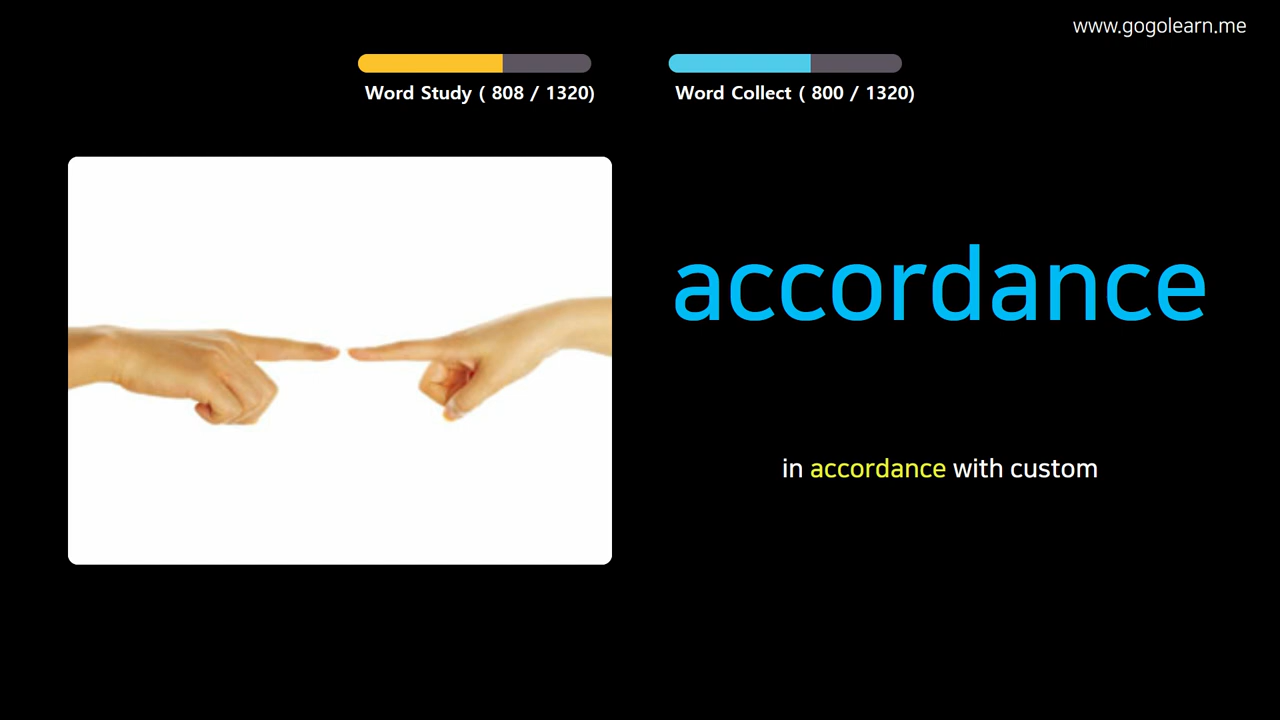 www.gogolearn.me
Word Study ( 808 / 1320)
Word Collect ( 800 / 1320)
accordance
in accordance with custom